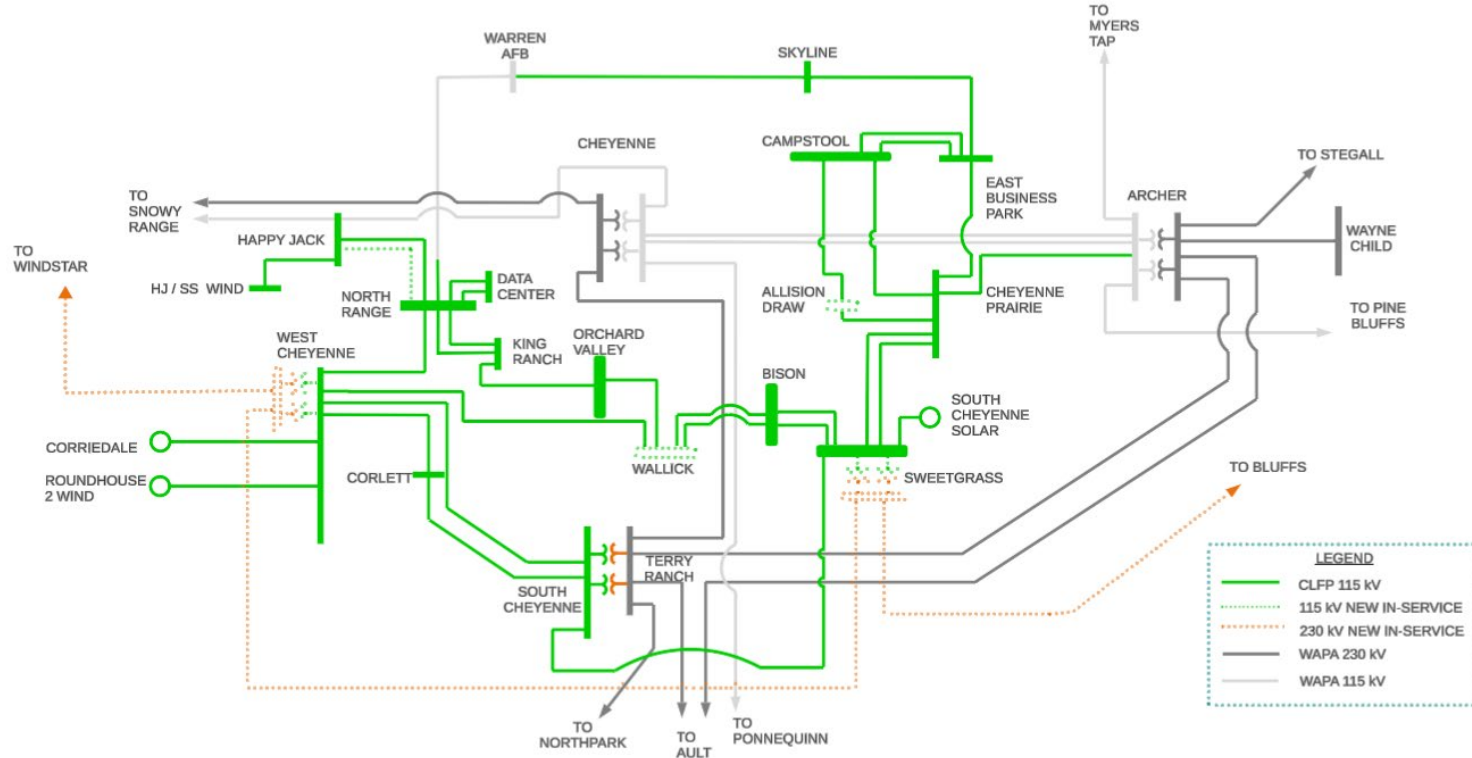 TO
MYERS
TAP
WARREN
AFB
SKYLINE
CHEYENNE
CAMPSTOOL
TO STEGALL
TO
SNOWY
RANGE
EAST
BUSINESS
PARK
ARCHER
WAYNE
CHILD
HAPPY JACK
TO
WINDSTAR
HJ / SS WIND
NORTH
RANGE
DATA
CENTER
ALLISION
DRAW
CHEYENNE
PRAIRIE
TO PINE
BLUFFS
WEST
CHEYENNE
KING
RANCH
ORCHARD
VALLEY
BISON
SOUTH
CHEYENNE
SOLAR
CORRIEDALE
WALLICK
ROUNDHOUSE
2 WIND
CORLETT
SWEETGRASS
TO BLUFFS
TERRY
RANCH
SOUTH
CHEYENNE
LEGEND
CLFP 115 kV
115 kV NEW IN-SERVICE
230 kV NEW IN-SERVICE
WAPA 230 kV
WAPA 115 kV
TO
NORTHPARK
TO
AULT
TO
PONNEQUINN